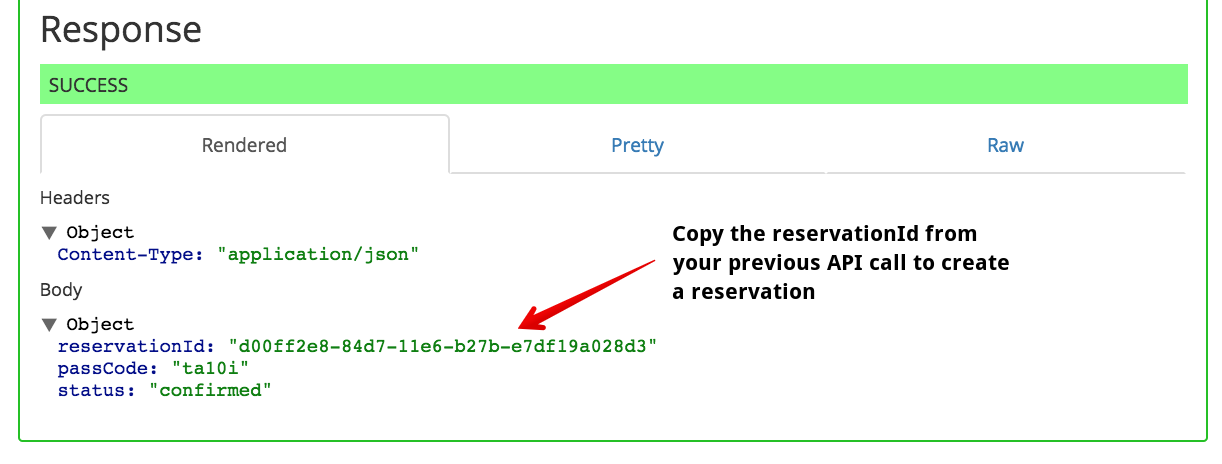 Response
SUCCESS
Rendered Pretty Raw
Headers
▼ Object
Content-Type: "application/json"
Copy the reservationId from
your previous API call to create
a reservation
Body
▼ Object
reservationId: "d00ff2e8-84d7-11e6-b27b-e7df19a028d3"
passCode: "ta10i"
status: "confirmed"